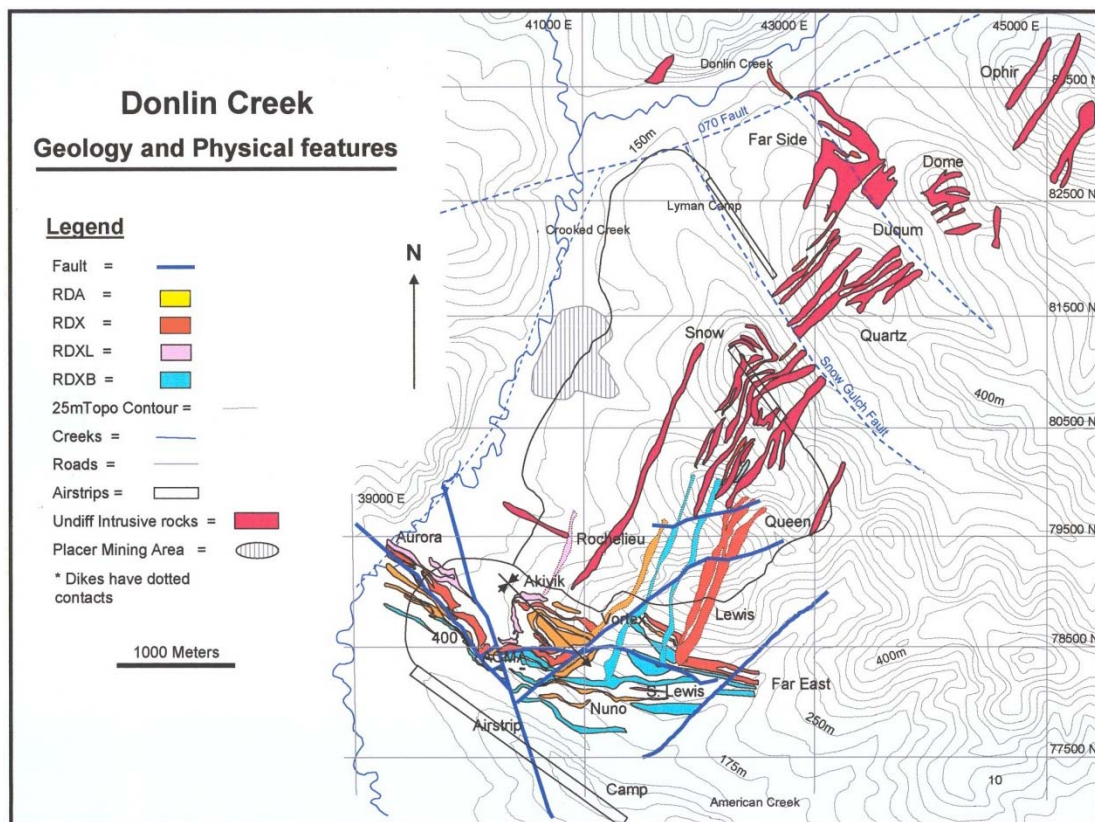 Donlin Creek
Geology and Physical features
Legend
Fault =
RDA =
RDX =
RDXL =
RDXB =
25mTopo Contour =
Creeks =
Roads =
Airstrips =
Undiff Intrusive rocks =
Placer Mining Area =
* Dikes have dotted
contacts
1000 Meters
N
41000 E
43000 E
45000 E
Donlin Creek
Ophir
070 Fault
150m
Far Side
Dome
Lyman Camp
82500 N
Crooked Creek
Duqum
81500 N
Snow
Quartz
Snow Gulch Fault
400m
80500 N
39000 E
Queen
79500 N
Aurora
Rochelieu
Akivik
Vortex
Lewis
400
78500 N
ACMA
400m
Far East
S. Lewis
Nuno
250m
Airstrip
77500 N
175m
Camp
10
American Creek